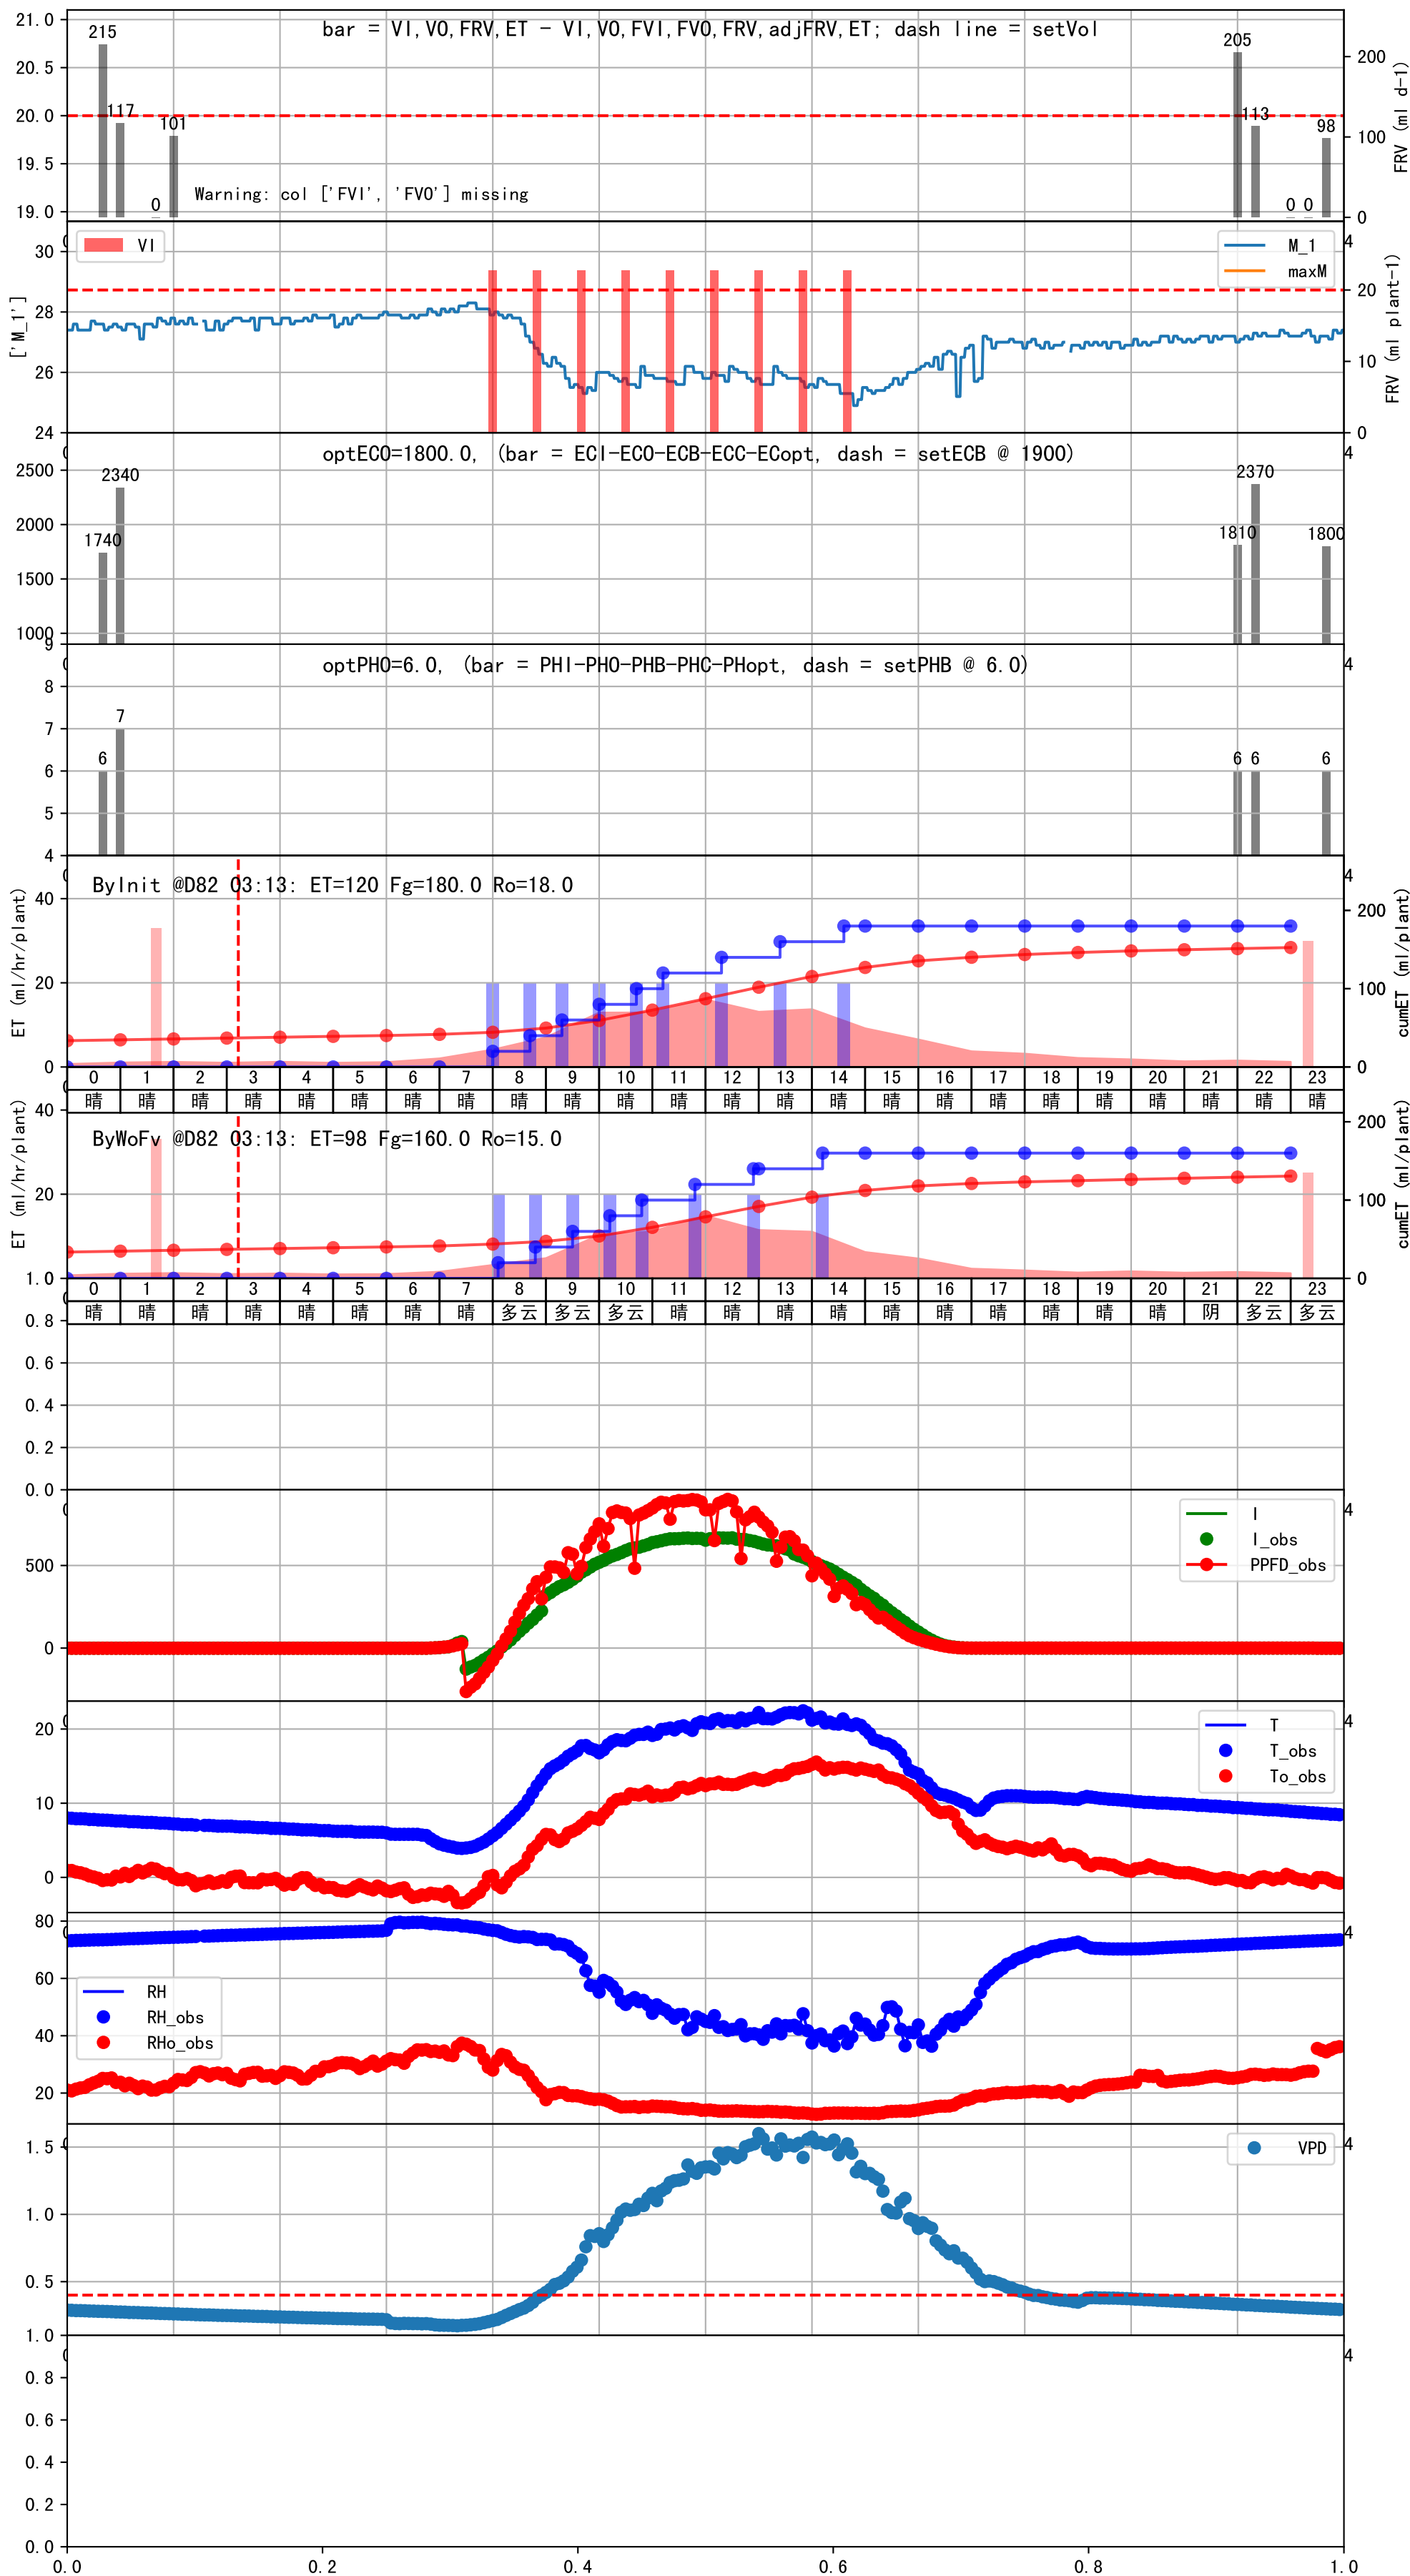 bar = VI,VO,FRV,ET - VI,VO,FVI,FVO,FRV,adjFRV,ET; dash line = setVol
21.0
20.5
20.0
19.5
19.0
215
117
0
101
205
113
0 0
98
Warning: col ['FVI', 'FVO'] missing
200
100
0
FRV (ml d-1)
VI
M_1
maxM
30
28
26
24
['M_1']
4
20
10
0
FRV (ml plant-1)
optECO=1800.0, (bar = ECI-ECO-ECB-ECC-ECopt, dash = setECB @ 1900)
4
2500
2000
1500
1000
1740
2340
1810
2370
1800
optPHO=6.0, (bar = PHI-PHO-PHB-PHC-PHopt, dash = setPHB @ 6.0)
4
9
8
7
6
5
4
6
7
6 6
6
ByInit @D82 03:13: ET=120 Fg=180.0 Ro=18.0
4
40
20
0
ET (ml/hr/plant)
200
100
0
cumET (ml/plant)
0 1 2 3 4 5 6 7 8 9 10 11 12 13 14 15 16 17 18 19 20 21 22 23
晴 晴 晴 晴 晴 晴 晴 晴 晴 晴 晴 晴 晴 晴 晴 晴 晴 晴 晴 晴 晴 晴 晴 晴
ByWoFv @D82 03:13: ET=98 Fg=160.0 Ro=15.0
40
20
ET (ml/hr/plant)
200
100
0
cumET (ml/plant)
0 1 2 3 4 5 6 7 8 9 10 11 12 13 14 15 16 17 18 19 20 21 22 23
晴 晴 晴 晴 晴 晴 晴 晴 多云 多云 多云 晴 晴 晴 晴 晴 晴 晴 晴 晴 晴 阴 多云 多云
1.0
0.8
0.6
0.4
0.2
0.0
I
I_obs
PPFD_obs
4
500
0
T
T_obs
To_obs
4
20
10
0
RH
RH_obs
RHo_obs
4
80
60
40
20
VPD
4
1.5
1.0
0.5
4
1.0
0.8
0.6
0.4
0.2
0.0
0.0 0.2 0.4 0.6 0.8 1.0